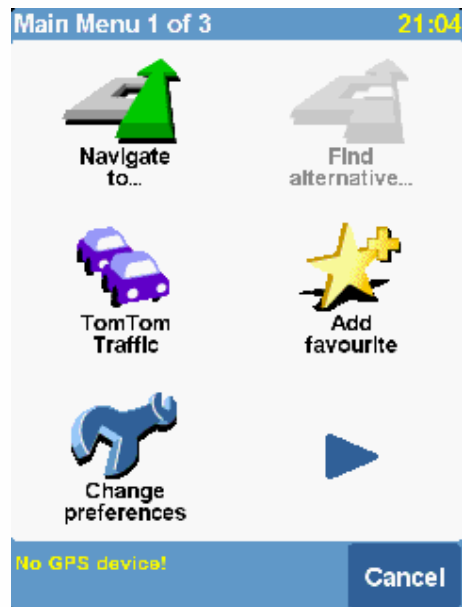 Main Menu 1 of 3 21:04
Navigate
to...
Find
alternative...
TomTom
Traffic
Add
favourite
Change
preferences
No GPS device!
Cancel